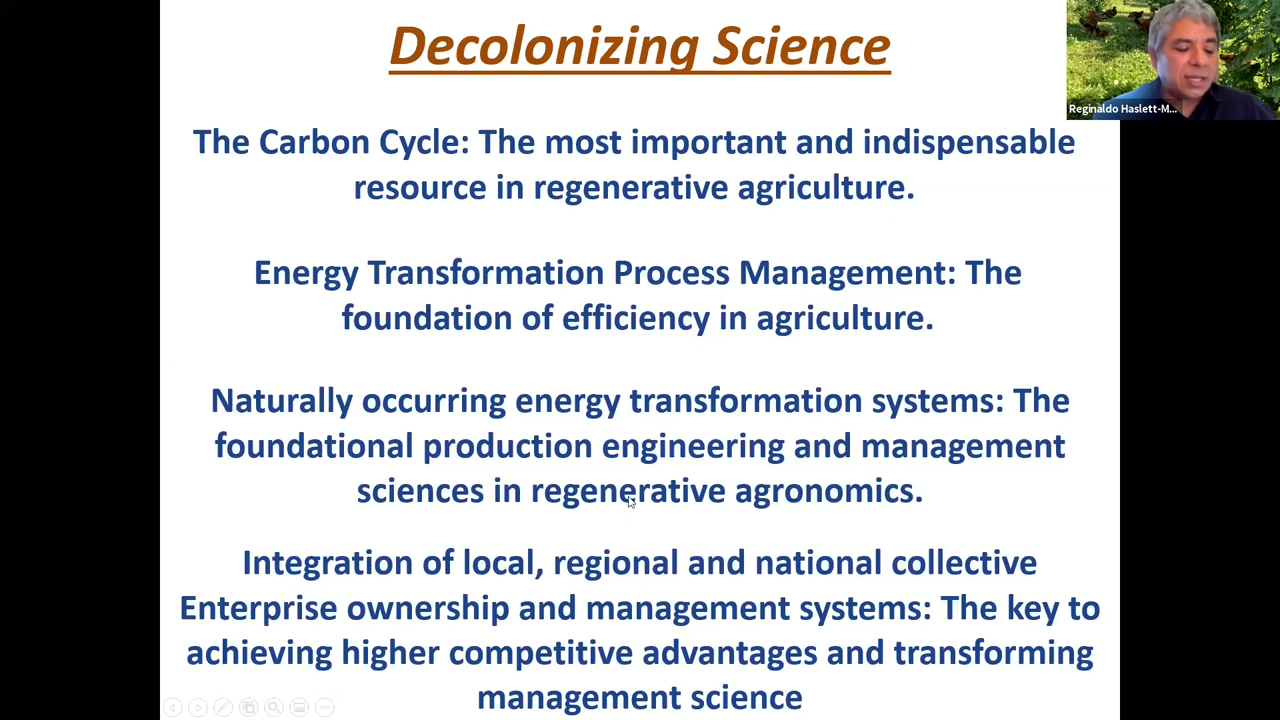 Decolonizing Science
Reginaldo Haslett-M...
The Carbon Cycle: The most important and indispensable
resource in regenerative agriculture.
Energy Transformation Process Management: The
foundation of efficiency in agriculture.
Naturally occurring energy transformation systems: The
foundational production engineering and management
sciences in regenerative agronomics.
Integration of local, regional and national collective
Enterprise ownership and management systems: The key to
achieving higher competitive advantages and transforming
management science